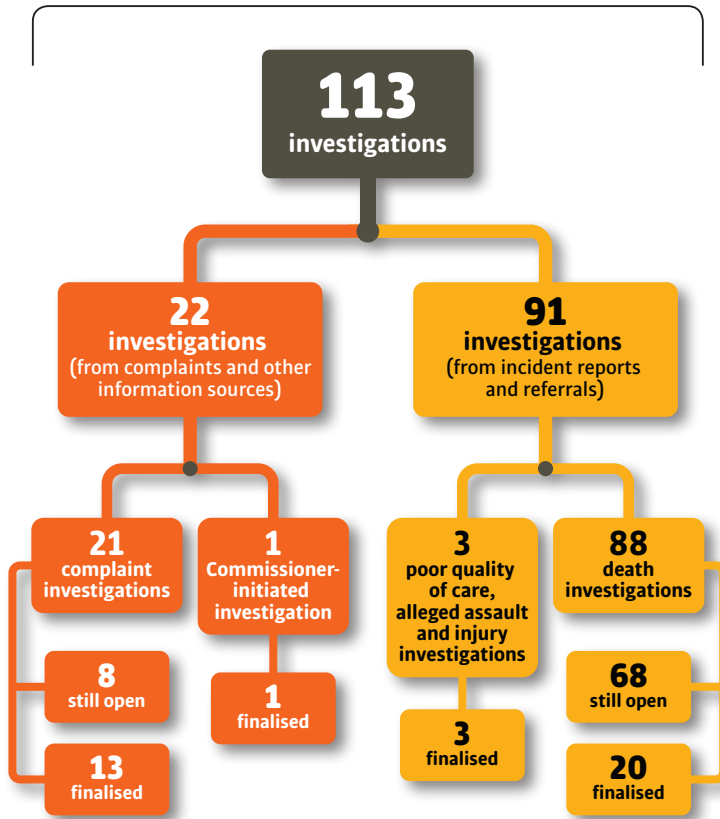 113
investigations
22
investigations
(from complaints and other
information sources)
91
investigations
(from incident reports
and referrals)
21
complaint
investigations
8
still open
13
finalised
1
Commissioner-
initiated
investigation
1
finalised
3
poor quality
of care,
alleged assault
and injury
investigations
3
finalised
88
death
investigations
68
still open
20
finalised